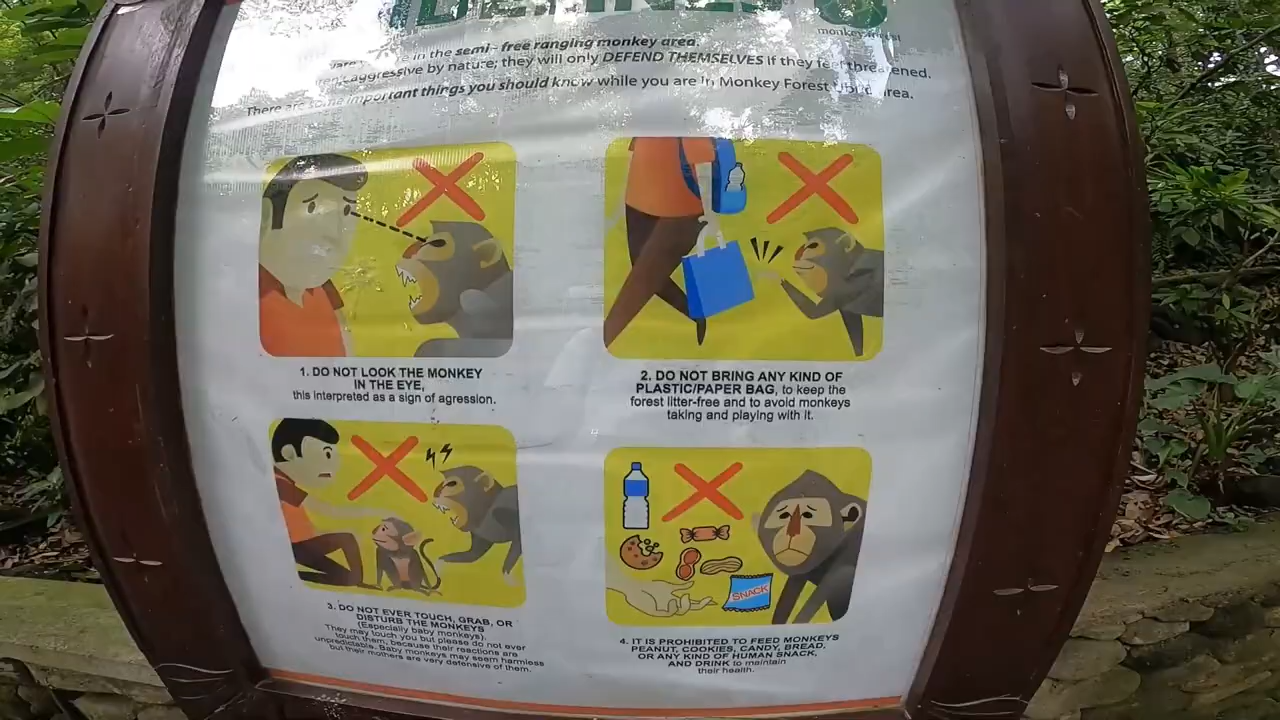 monkey forest
in the semi - free ranging monkey area.
aggressive by nature; they will only DEFEND THEMSELVES if they feel threatened.
There are some important things you should know while you are in Monkey Forest Ubud area.
1. DO NOT LOOK THE MONKEY
IN THE EYE,
this interpreted as a sign of agression.
2. DO NOT BRING ANY KIND OF
PLASTIC/PAPER BAG, to keep the
forest litter-free and to avoid monkeys
taking and playing with it.
3. DO NOT EVER TOUCH, GRAB, OR
DISTURB THE MONKEYS
(Especially baby monkeys).
They may touch you but please do not ever
touch them, because their reactions are
unpredictable. Baby monkeys may seem harmless
but their mothers are very defensive of them.
SNACK
4. IT IS PROHIBITED TO FEED MONKEYS
PEANUT, COOKIES, CANDY, BREAD,
OR ANY KIND OF HUMAN SNACK,
AND DRINK to maintain
their health.